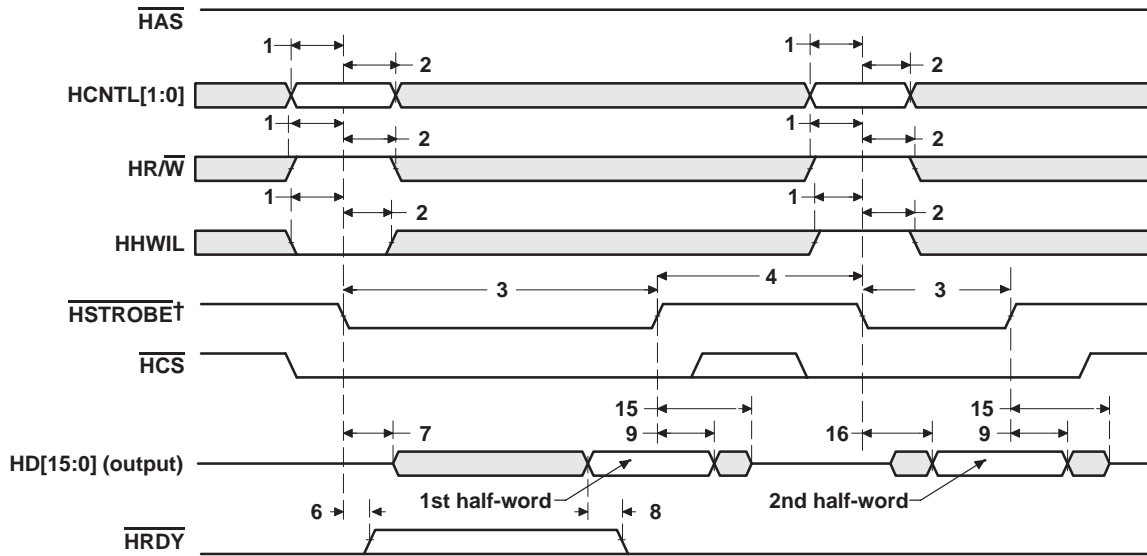 HAS
1
1
2
2
HCNTL[1:0]
1
1
2
2
HR/W
1
1
2
2
HHWIL
3
4
3
HSTROBE†
HCS
15
15
7
9
16
9
HD[15:0] (output)
1st half-word
2nd half-word
6
8
HRDY